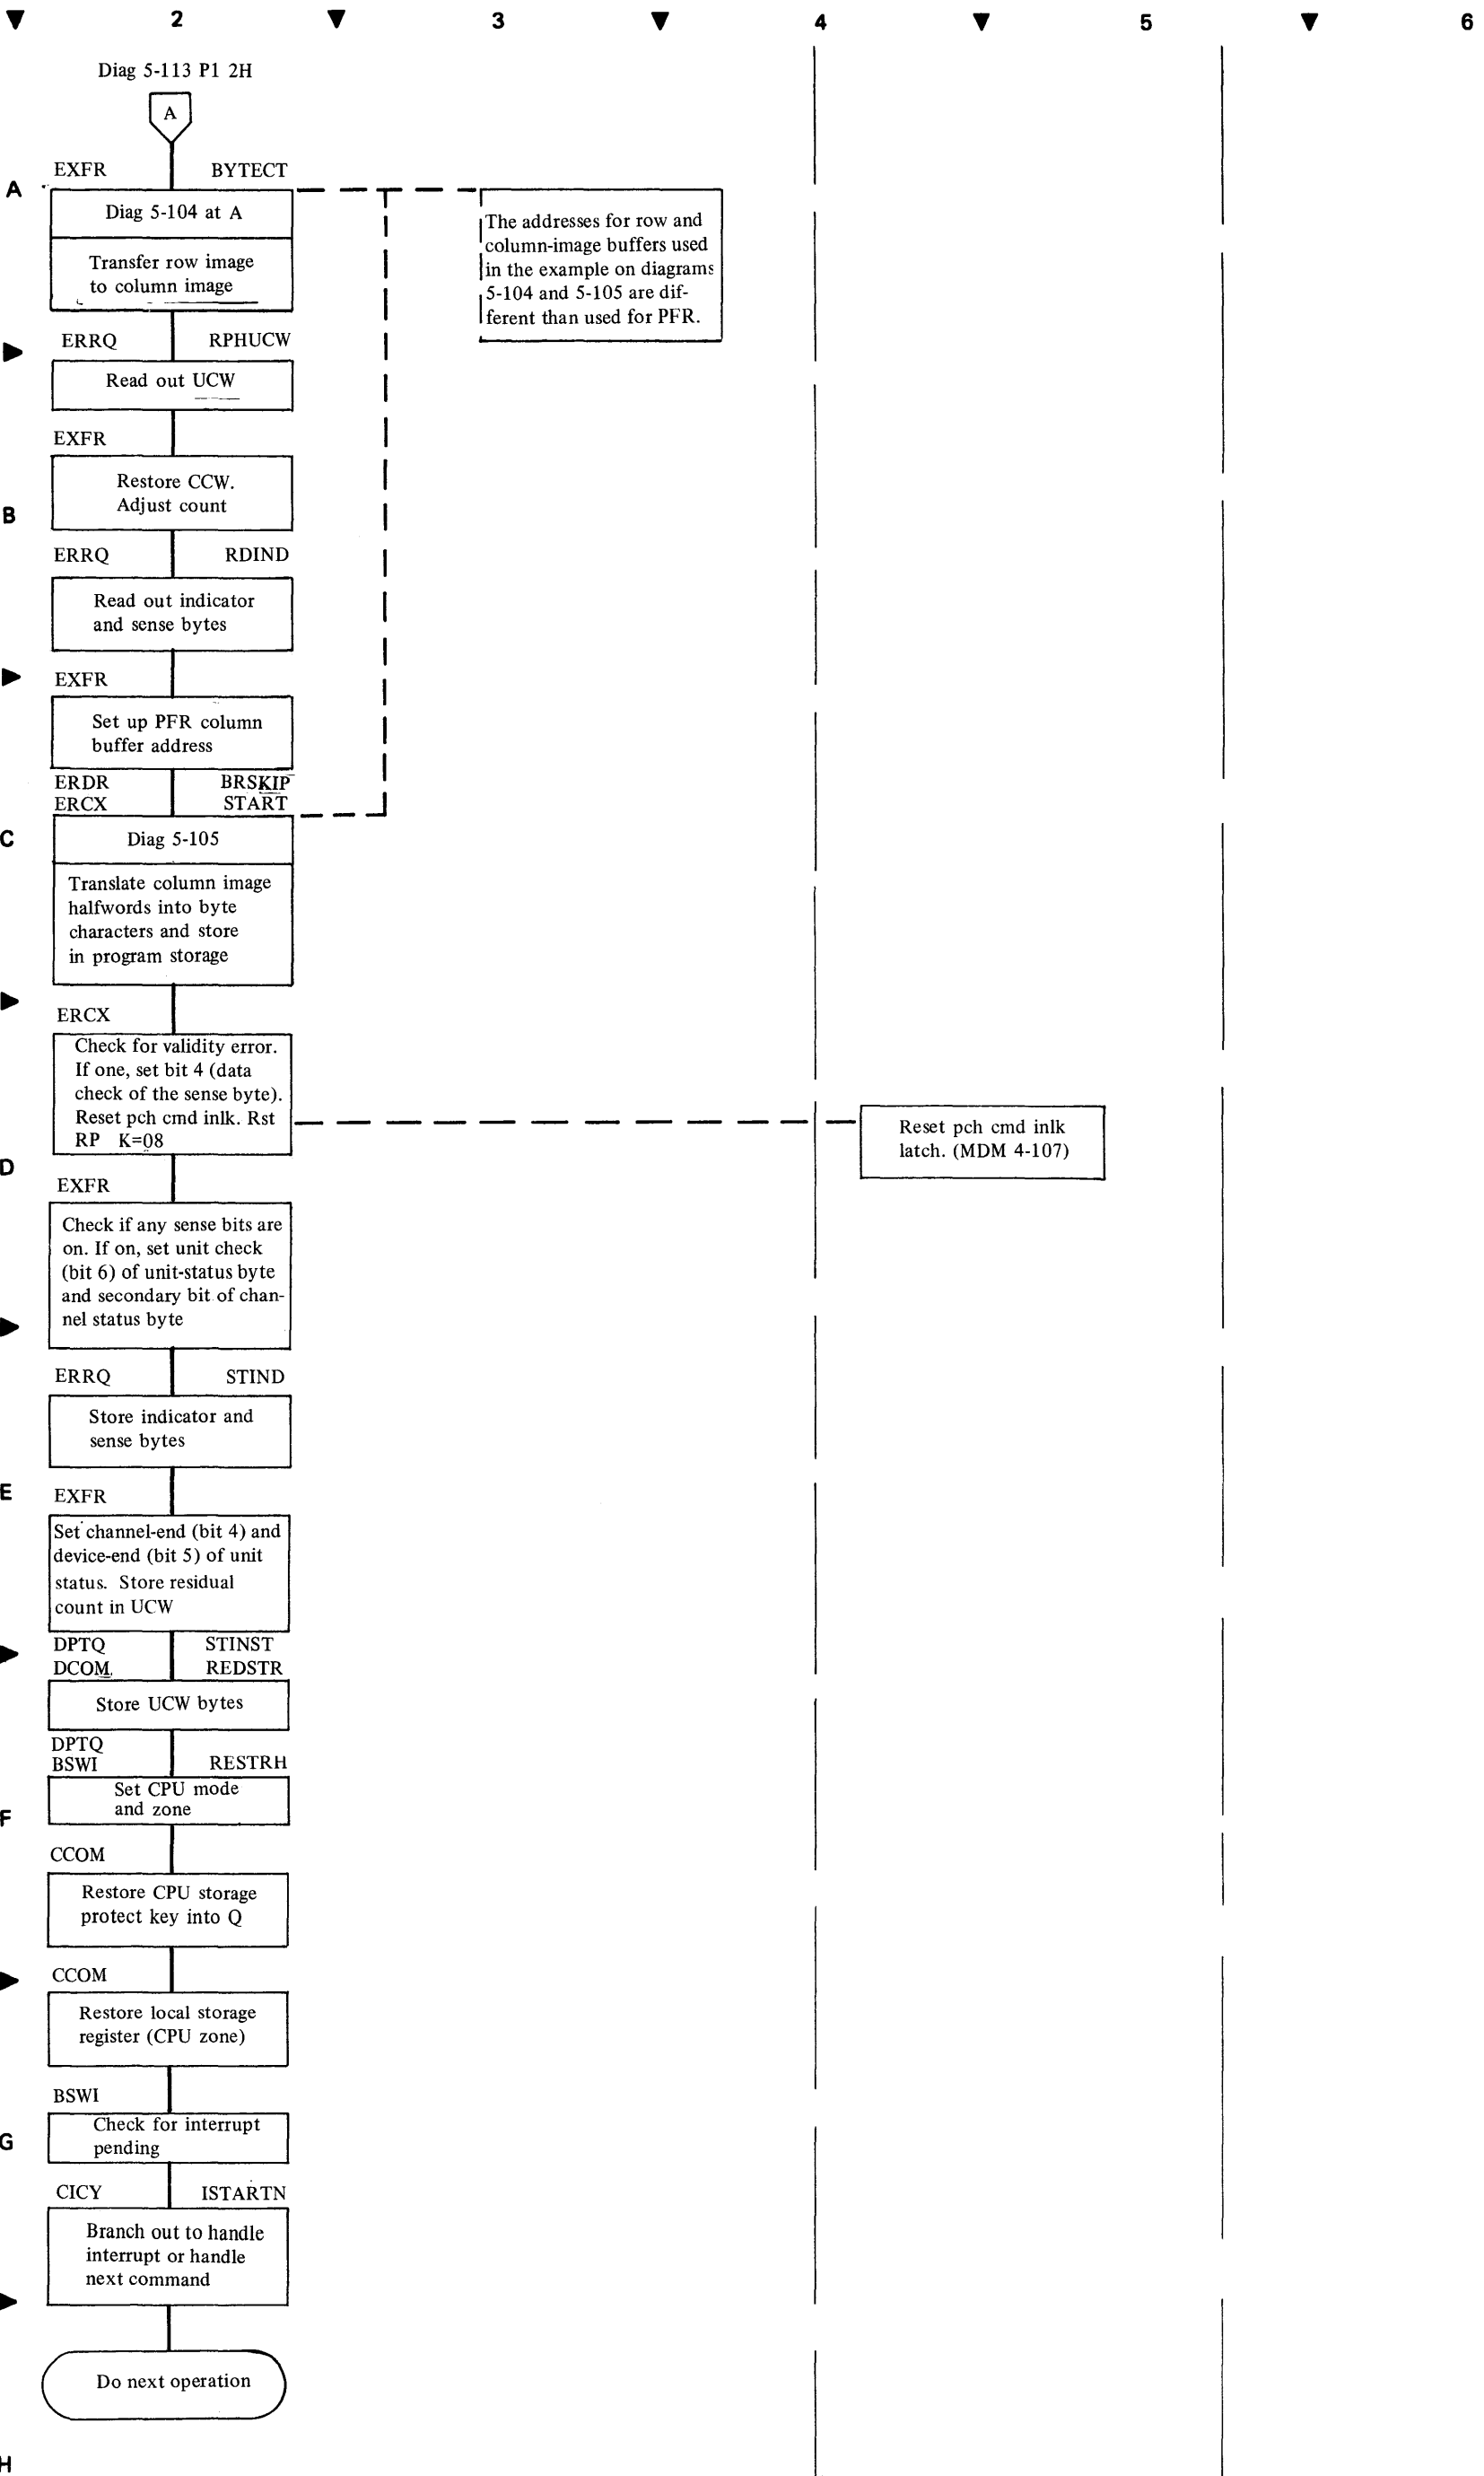 2 3 4 5 6
Diag 5-113 P1 2H
A
EXFR BYTECT
A
Diag 5-104 at A
Transfer row image
to column image
The addresses for row and
column-image buffers used
in the example on diagrams
5-104 and 5-105 are dif-
ferent than used for PFR.
ERRQ RPHUCW
Read out UCW
EXFR
Restore CCW.
Adjust count
B
ERRQ RDIND
Read out indicator
and sense bytes
EXFR
Set up PFR column
buffer address
ERDR BRSKIP
ERCX START
C
Diag 5-105
Translate column image
halfwords into byte
characters and store
in program storage
ERCX
Check for validity error.
If one, set bit 4 (data
check of the sense byte).
Reset pch cmd inlk. Rst
RP K=08
Reset pch cmd inlk
latch. (MDM 4-107)
D
EXFR
Check if any sense bits are
on. If on, set unit check
(bit 6) of unit-status byte
and secondary bit of chan-
nel status byte
ERRQ STIND
Store indicator and
sense bytes
E
EXFR
Set channel-end (bit 4) and
device-end (bit 5) of unit
status. Store residual
count in UCW
DPTQ STINST
DCOM REDSTR
Store UCW bytes
DPTQ
BSWI RESTRH
Set CPU mode
and zone
F
CCOM
Restore CPU storage
protect key into Q
CCOM
Restore local storage
register (CPU zone)
BSWI
Check for interrupt
pending
G
CICY ISTARTN
Branch out to handle
interrupt or handle
next command
Do next operation
H